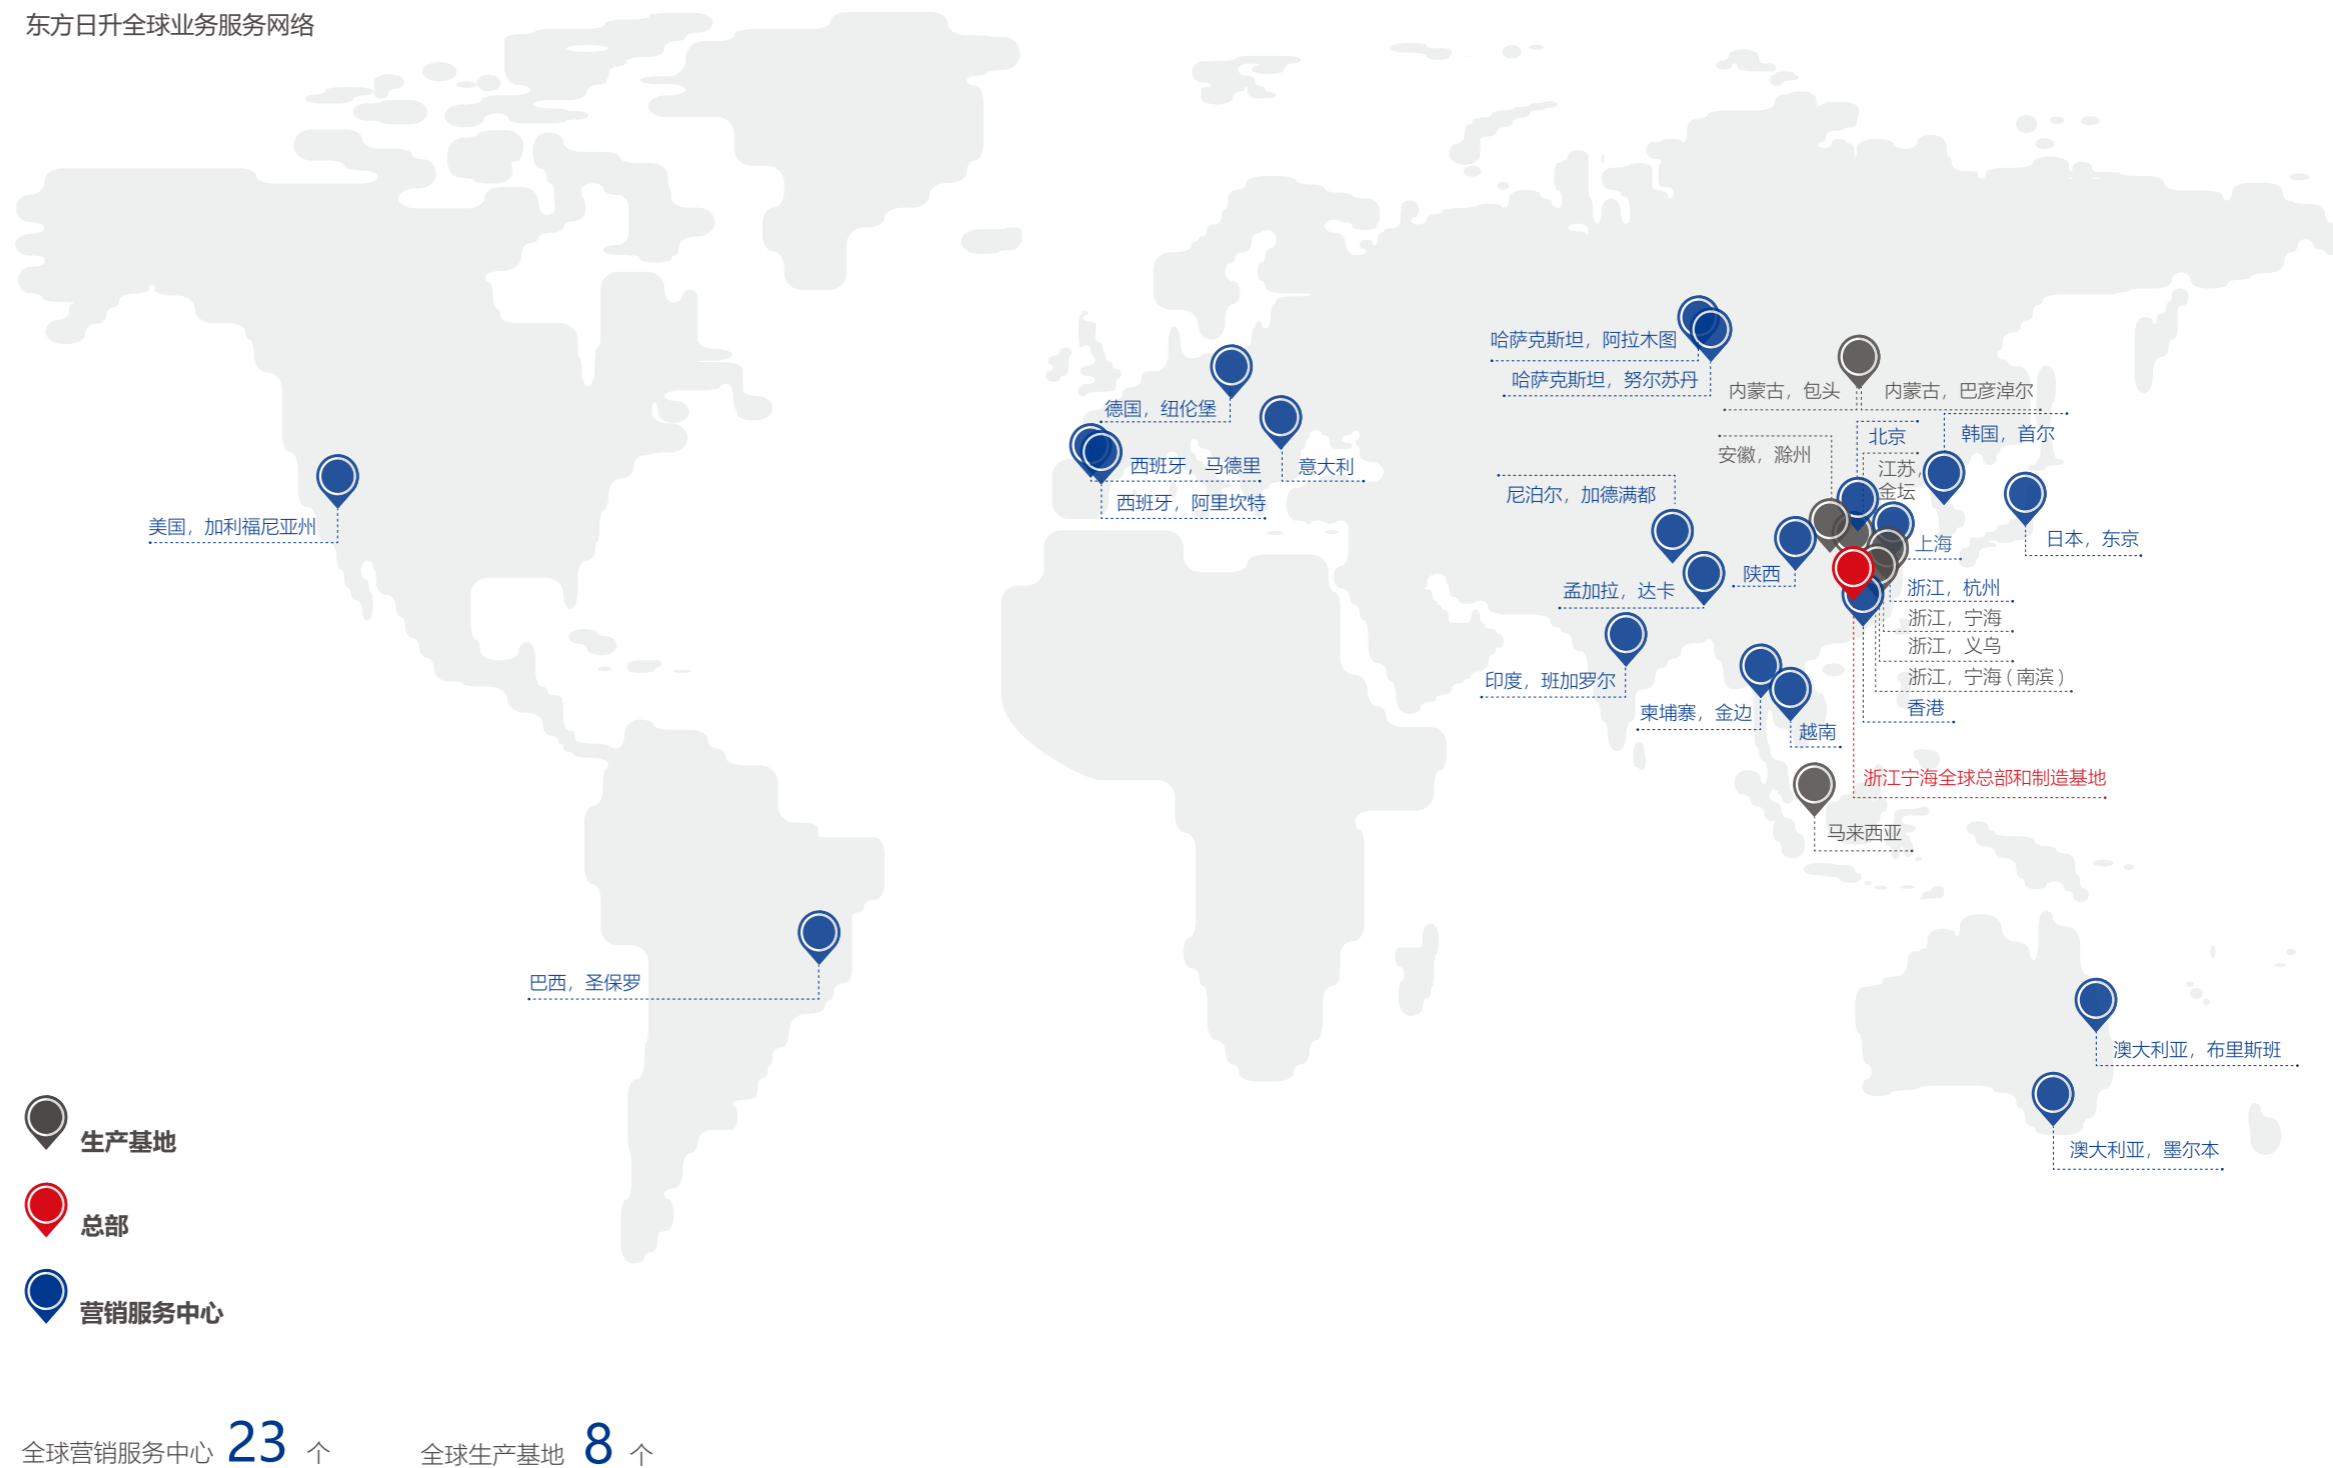 东方日升全球业务服务网络
哈萨克斯坦，阿拉木图
哈萨克斯坦，努尔苏丹
内蒙古，包头
内蒙古，巴彦淖尔
德国，纽伦堡
北京
韩国，首尔
安徽，滁州
江苏，
金坛
西班牙，马德里
意大利
西班牙，阿里坎特
尼泊尔，加德满都
美国，加利福尼亚州
上海
日本，东京
陕西
孟加拉，达卡
浙江，杭州
浙江，宁海
浙江，义乌
浙江，宁海（南滨）
印度，班加罗尔
香港
柬埔寨，金边
越南
浙江宁海全球总部和制造基地
马来西亚
巴西，圣保罗
澳大利亚，布里斯班
澳大利亚，墨尔本
生产基地
总部
营销服务中心
全球营销服务中心 23 个
全球生产基地 8 个